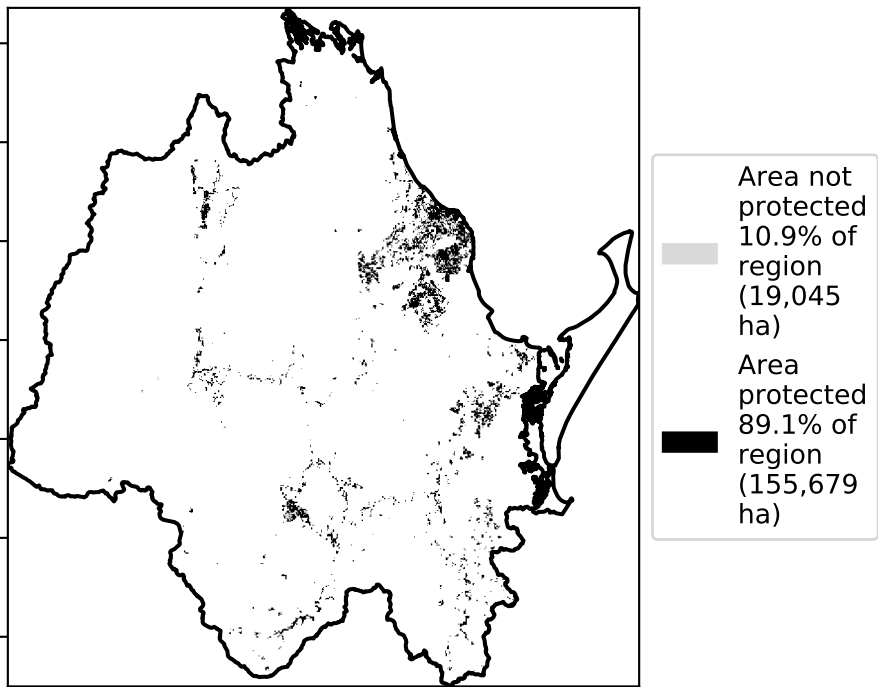 Area not
protected
10.9% of
region
(19,045
ha)
Area
protected
89.1% of
region
(155,679
ha)